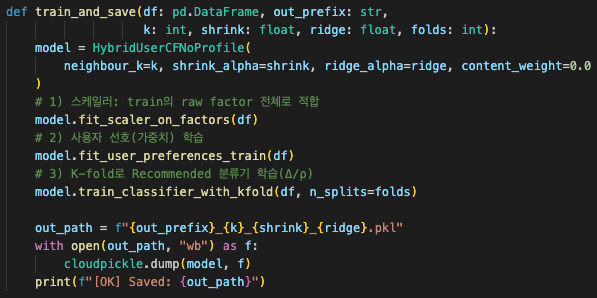 def train_and_save(df: pd.DataFrame, out_prefix: str,
                   k: int, shrink: float, ridge: float, folds: int):
    model = HybridUserCFNoProfile(
        neighbour_k=k, shrink_alpha=shrink, ridge_alpha=ridge, content_weight=0.0
    )
    # 1) 스케일러: train의 raw factor 전체로 적합
    model.fit_scaler_on_factors(df)
    # 2) 사용자 선호(가중치) 학습
    model.fit_user_preferences_train(df)
    # 3) K-fold로 Recommended 분류기 학습(Δ/ρ)
    model.train_classifier_with_kfold(df, n_splits=folds)

    out_path = f"{out_prefix}_{k}_{shrink}_{ridge}.pkl"
    with open(out_path, "wb") as f:
        cloudpickle.dump(model, f)
    print(f"[OK] Saved: {out_path}")